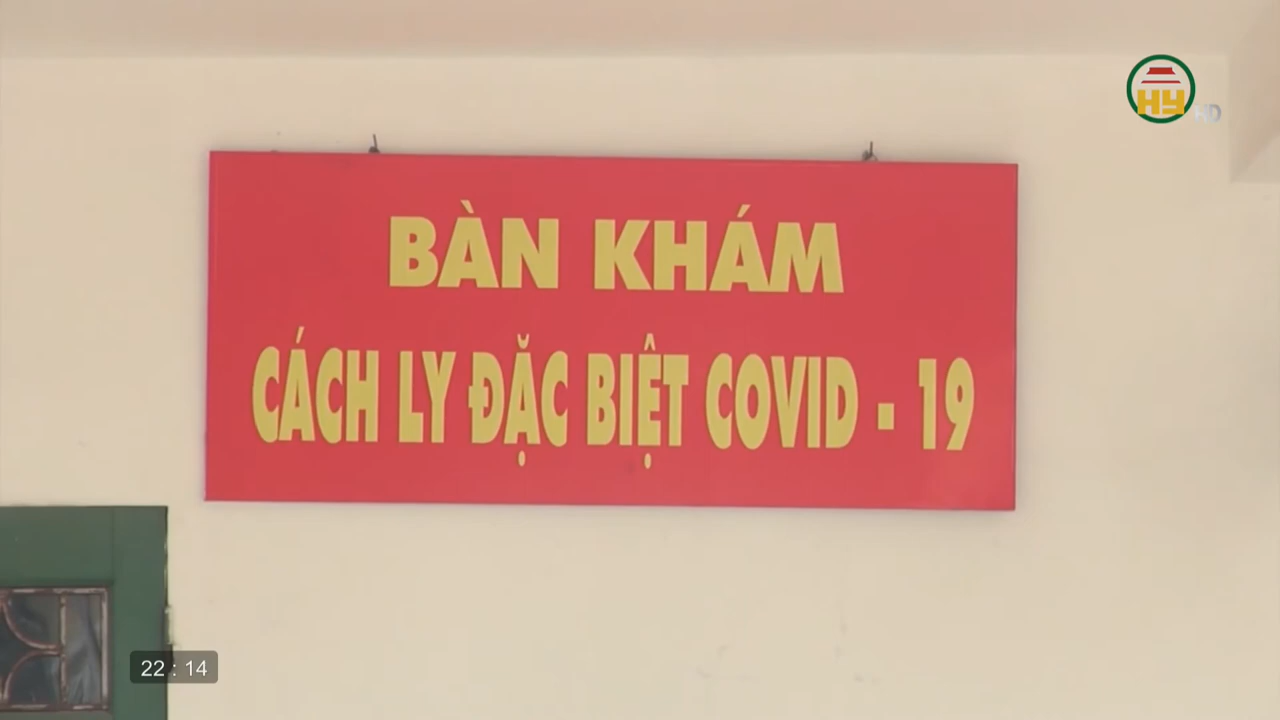 HY HD
BÀN KHÁM
CÁCH LY ĐẶC BIỆT COVID - 19
22 : 14